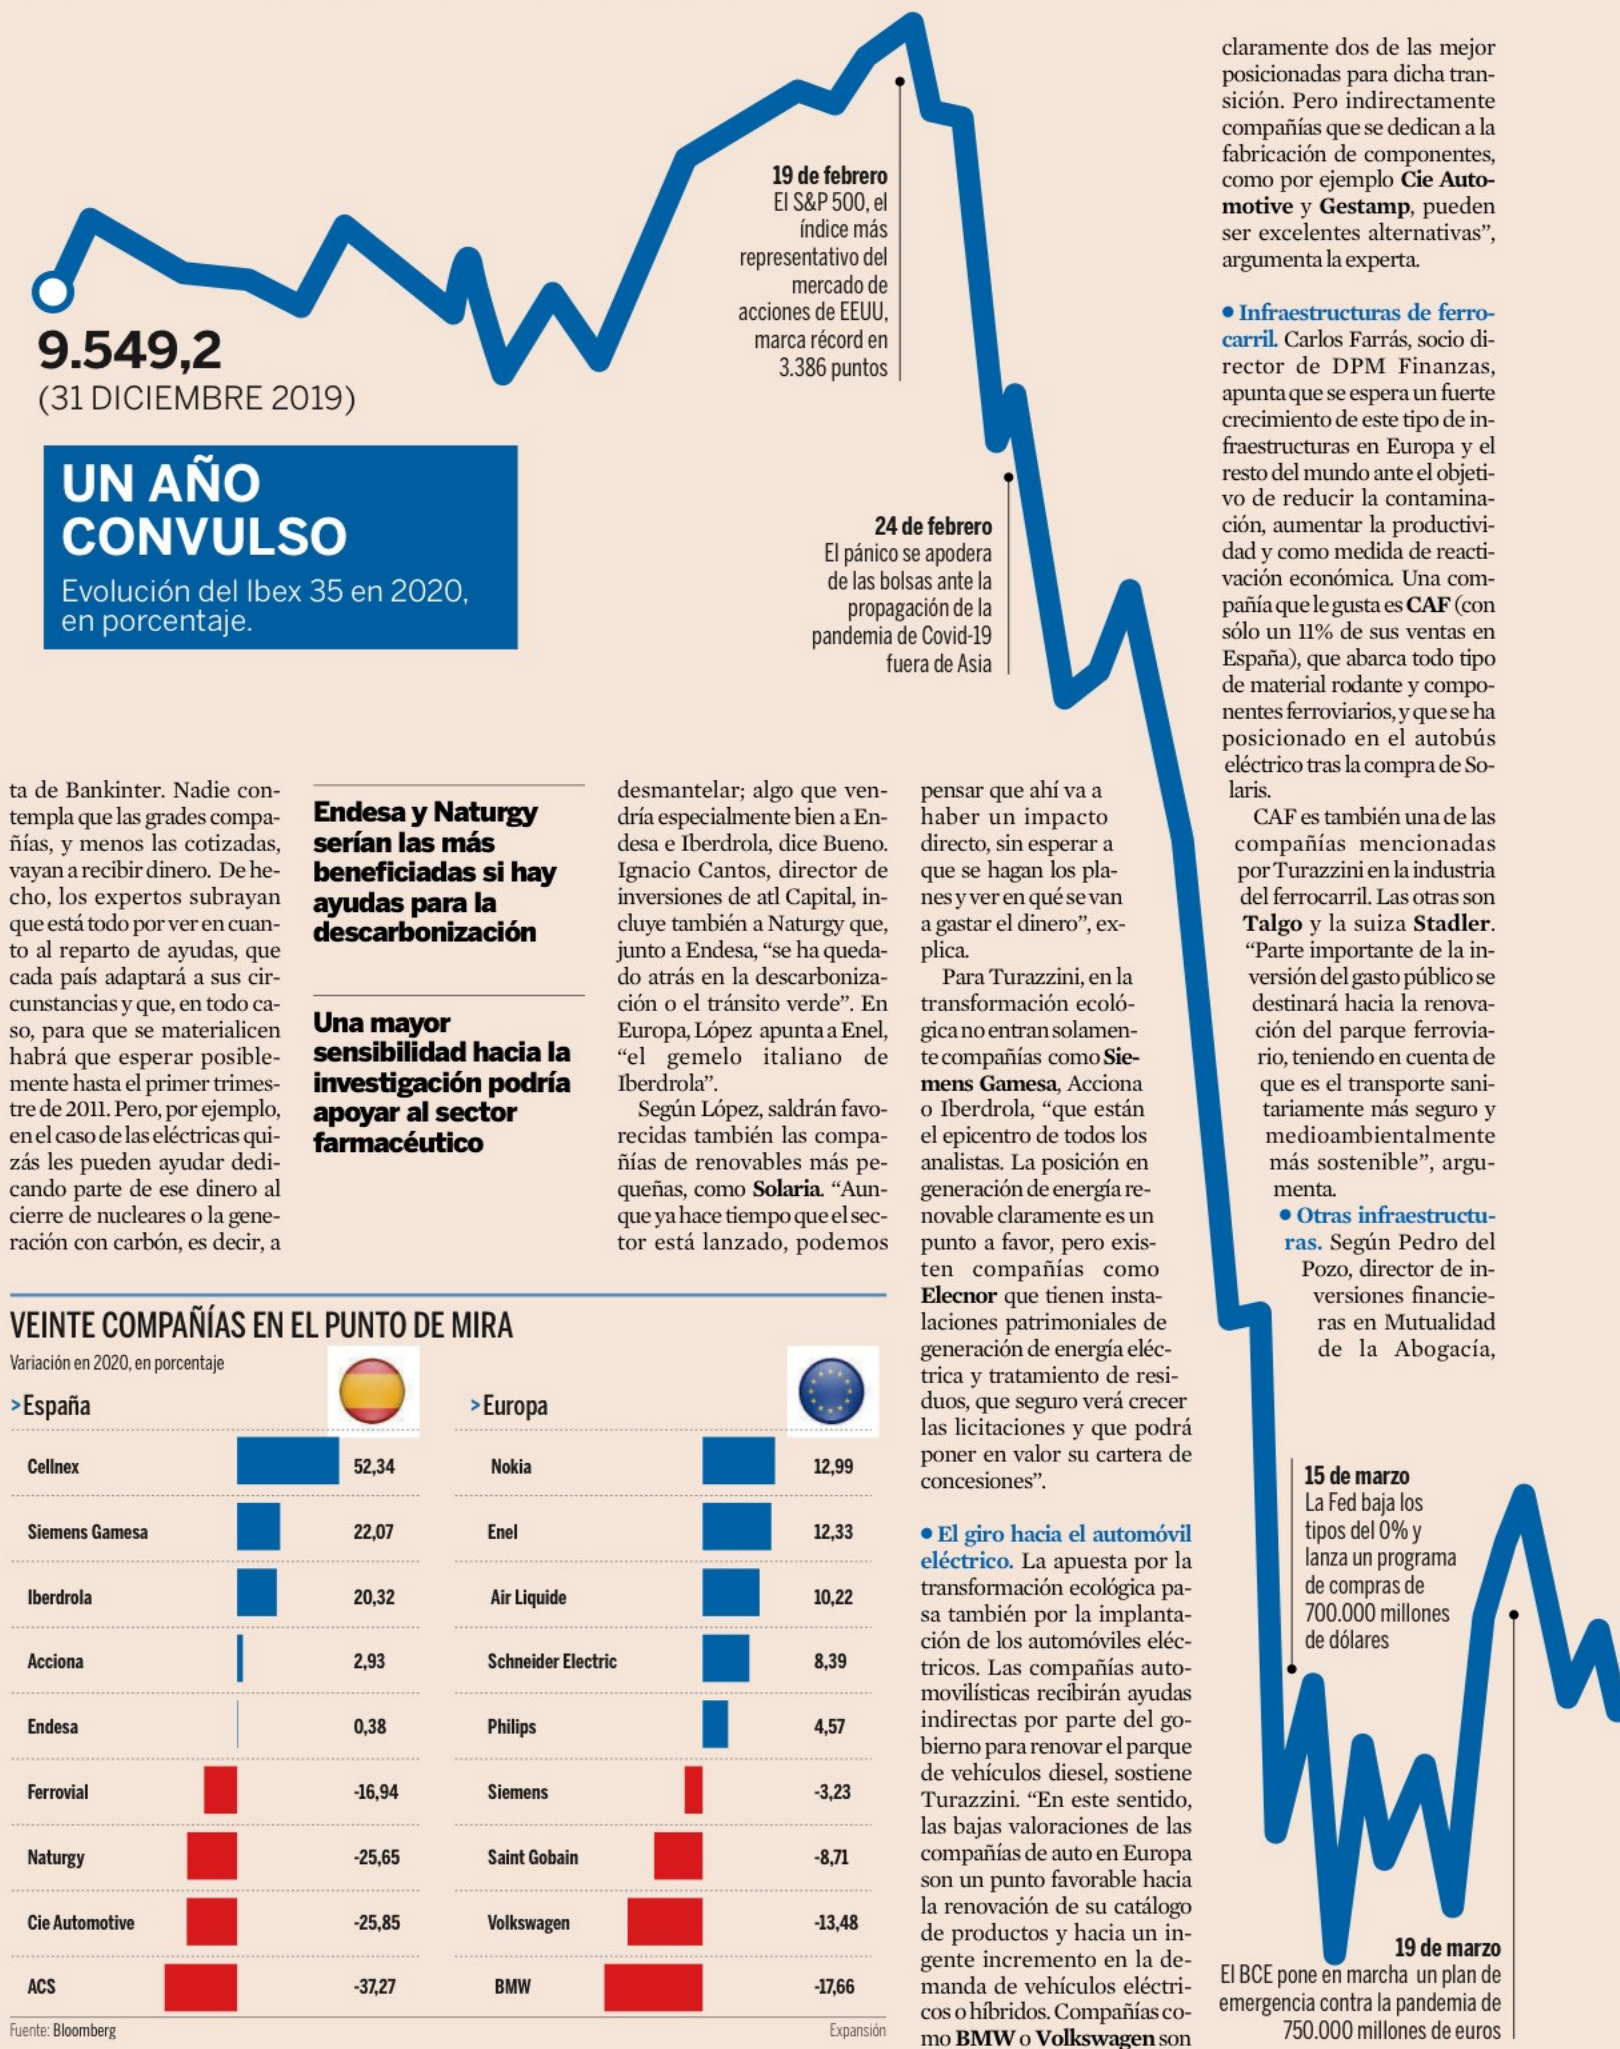 9.549,2
(31 DICIEMBRE 2019)
UN AÑO
CONVULSO
Evolución del Ibex 35 en 2020,
en porcentaje.
19 de febrero
El S&P 500, el
índice más
representativo del
mercado de
acciones de EEUU,
marca récord en
3.386 puntos
24 de febrero
El pánico se apodera
de las bolsas ante la
propagación de la
pandemia de Covid-19
fuera de Asia
ta de Bankinter. Nadie con-
templa que las grades compa-
ñías, y menos las cotizadas,
vayan a recibir dinero. De he-
cho, los expertos subrayan
que está todo por ver en cuan-
to al reparto de ayudas, que
cada país adaptará a sus cir-
cunstancias y que, en todo ca-
so, para que se materialicen
habrá que esperar posible-
mente hasta el primer trimes-
tre de 2011. Pero, por ejemplo,
en el caso de las eléctricas qui-
zás les pueden ayudar dedi-
cando parte de ese dinero al
cierre de nucleares o la gene-
ración con carbón, es decir, a
Endesa y Naturgy
serían las más
beneficiadas si hay
ayudas para la
descarbonización
Una mayor
sensibilidad hacia la
investigación podría
apoyar al sector
farmacéutico
desmantelar; algo que ven-
dría especialmente bien a En-
desa e Iberdrola, dice Bueno.
Ignacio Cantos, director de
inversiones de atl Capital, in-
cluye también a Naturgy que,
junto a Endesa, “se ha queda-
do atrás en la descarboniza-
ción o el tránsito verde”. En
Europa, López apunta a Enel,
“el gemelo italiano de
Iberdrola”.
Según López, saldrán favo-
recidas también las compa-
ñías de renovables más pe-
queñas, como Solaria. “Aun-
que ya hace tiempo que el sec-
tor está lanzado, podemos
pensar que ahí va a
haber un impacto
directo, sin esperar a
que se hagan los pla-
nes y ver en qué se van
a gastar el dinero”, ex-
plica.
Para Turazzini, en la
transformación ecoló-
gica no entran solamen-
te compañías como Sie-
mens Gamesa, Acciona
o Iberdrola, “que están
el epicentro de todos los
analistas. La posición en
generación de energía re-
novable claramente es un
punto a favor, pero exis-
ten compañías como
Elecnor que tienen insta-
laciones patrimoniales de
generación de energía eléc-
trica y tratamiento de resi-
duos, que seguro verá crecer
las licitaciones y que podrá
poner en valor su cartera de
concesiones”.
● El giro hacia el automóvil
eléctrico. La apuesta por la
transformación ecológica pa-
sa también por la implanta-
ción de los automóviles eléc-
tricos. Las compañías auto-
movilísticas recibirán ayudas
indirectas por parte del go-
bierno para renovar el parque
de vehículos diesel, sostiene
Turazzini. “En este sentido,
las bajas valoraciones de las
compañías de auto en Europa
son un punto favorable hacia
la renovación de su catálogo
de productos y hacia un in-
gente incremento en la de-
manda de vehículos eléctri-
cos o híbridos. Compañías co-
mo BMW o Volkswagen son
claramente dos de las mejor
posicionadas para dicha tran-
sición. Pero indirectamente
compañías que se dedican a la
fabricación de componentes,
como por ejemplo Cie Auto-
motive y Gestamp, pueden
ser excelentes alternativas”,
argumenta la experta.
● Infraestructuras de ferro-
carril. Carlos Farrás, socio di-
rector de DPM Finanzas,
apunta que se espera un fuerte
crecimiento de este tipo de in-
fraestructuras en Europa y el
resto del mundo ante el objeti-
vo de reducir la contamina-
ción, aumentar la productivi-
dad y como medida de reacti-
vación económica. Una com-
pañía que le gusta es CAF (con
sólo un 11% de sus ventas en
España), que abarca todo tipo
de material rodante y compo-
nentes ferroviarios, y que se ha
posicionado en el autobús
eléctrico tras la compra de So-
laris.
CAF es también una de las
compañías mencionadas
por Turazzini en la industria
del ferrocarril. Las otras son
Talgo y la suiza Stadler.
“Parte importante de la in-
versión del gasto público se
destinará hacia la renova-
ción del parque ferrovia-
rio, teniendo en cuenta de
que es el transporte sani-
tariamente más seguro y
medioambientalmente
más sostenible”, argu-
menta.
● Otras infraestructu-
ras. Según Pedro del
Pozo, director de in-
versiones financie-
ras en Mutualidad
de la Abogacía,
15 de marzo
La Fed baja los
tipos del 0% y
lanza un programa
de compras de
700.000 millones
de dólares
19 de marzo
El BCE pone en marcha un plan de
emergencia contra la pandemia de
750.000 millones de euros
VEINTE COMPAÑÍAS EN EL PUNTO DE MIRA
Variación en 2020, en porcentaje
>España
Cellnex 52,34
Siemens Gamesa 22,07
Iberdrola 20,32
Acciona 2,93
Endesa 0,38
Ferrovial -16,94
Naturgy -25,65
Cie Automotive -25,85
ACS -37,27
>Europa
Nokia 12,99
Enel 12,33
Air Liquide 10,22
Schneider Electric 8,39
Philips 4,57
Siemens -3,23
Saint Gobain -8,71
Volkswagen -13,48
BMW -17,66
Fuente: Bloomberg
Expansión